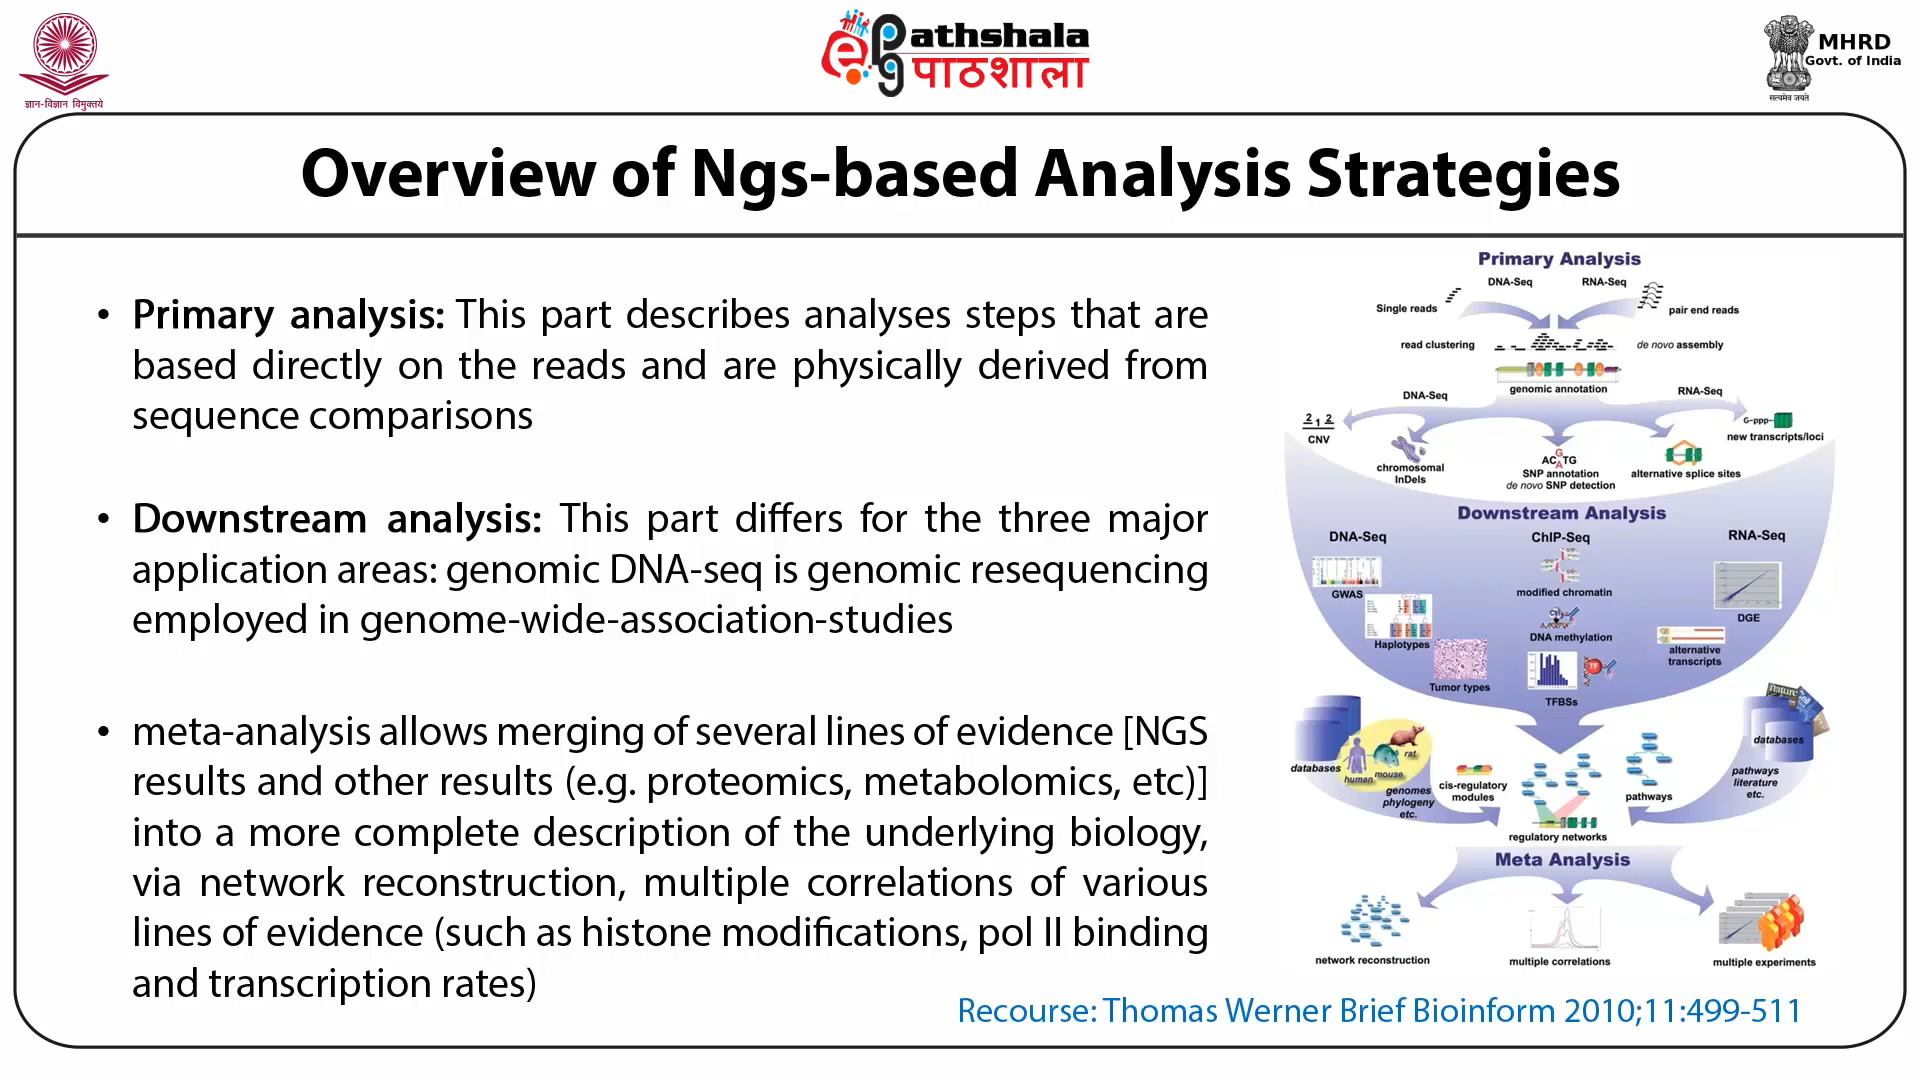 ज्ञान-विज्ञान विमुक्तये
ePathshala
पाठशाला
MHRD
Govt. of India
सत्यमेव जयते
Overview of Ngs-based Analysis Strategies
• Primary analysis: This part describes analyses steps that are
based directly on the reads and are physically derived from
sequence comparisons
• Downstream analysis: This part differs for the three major
application areas: genomic DNA-seq is genomic resequencing
employed in genome-wide-association-studies
• meta-analysis allows merging of several lines of evidence [NGS
results and other results (e.g. proteomics, metabolomics, etc)]
into a more complete description of the underlying biology,
via network reconstruction, multiple correlations of various
lines of evidence (such as histone modifications, pol II binding
and transcription rates)
Primary Analysis
DNA-Seq RNA-Seq
Single reads pair end reads
read clustering de novo assembly
genomic annotation
DNA-Seq RNA-Seq
2 1 2
CNV
G-ppp-
new transcripts/loci
chromosomal
InDels
G
AC TG
A
SNP annotation
de novo SNP detection
alternative splice sites
Downstream Analysis
DNA-Seq ChIP-Seq RNA-Seq
GWAS
modified chromatin
DGE
Haplotypes
DNA methylation
alternative
transcripts
Tumor types
TF
TFBSs
databases
human mouse rat
genomes
phylogeny
etc.
cis-regulatory
modules
pathways
nature
databases
pathways
literature
etc.
regulatory networks
Meta Analysis
network reconstruction multiple correlations multiple experiments
Recourse: Thomas Werner Brief Bioinform 2010;11:499-511